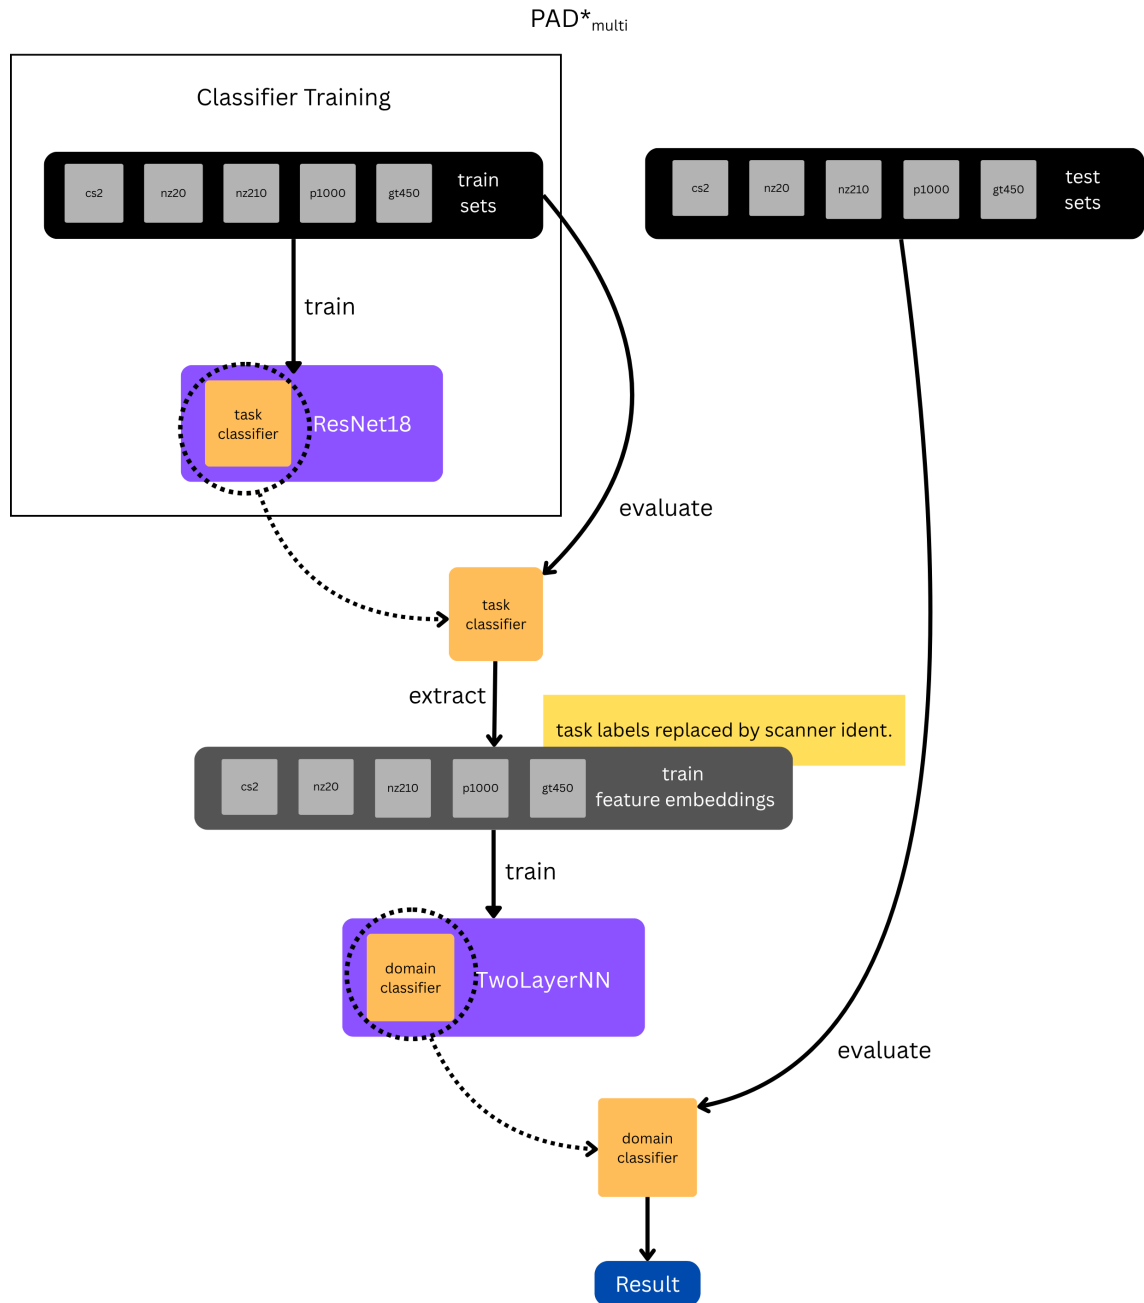 PAD*multi
Classifier Training
cs2
nz20
nz210
p1000
gt450
train
sets
cs2
nz20
nz210
p1000
gt450
test
sets
train
task
classifier
ResNet18
evaluate
task
classifier
extract
task labels replaced by scanner ident.
cs2
nz20
nz210
p1000
gt450
train
feature embeddings
train
domain
classifier
TwoLayerNN
evaluate
domain
classifier
Result